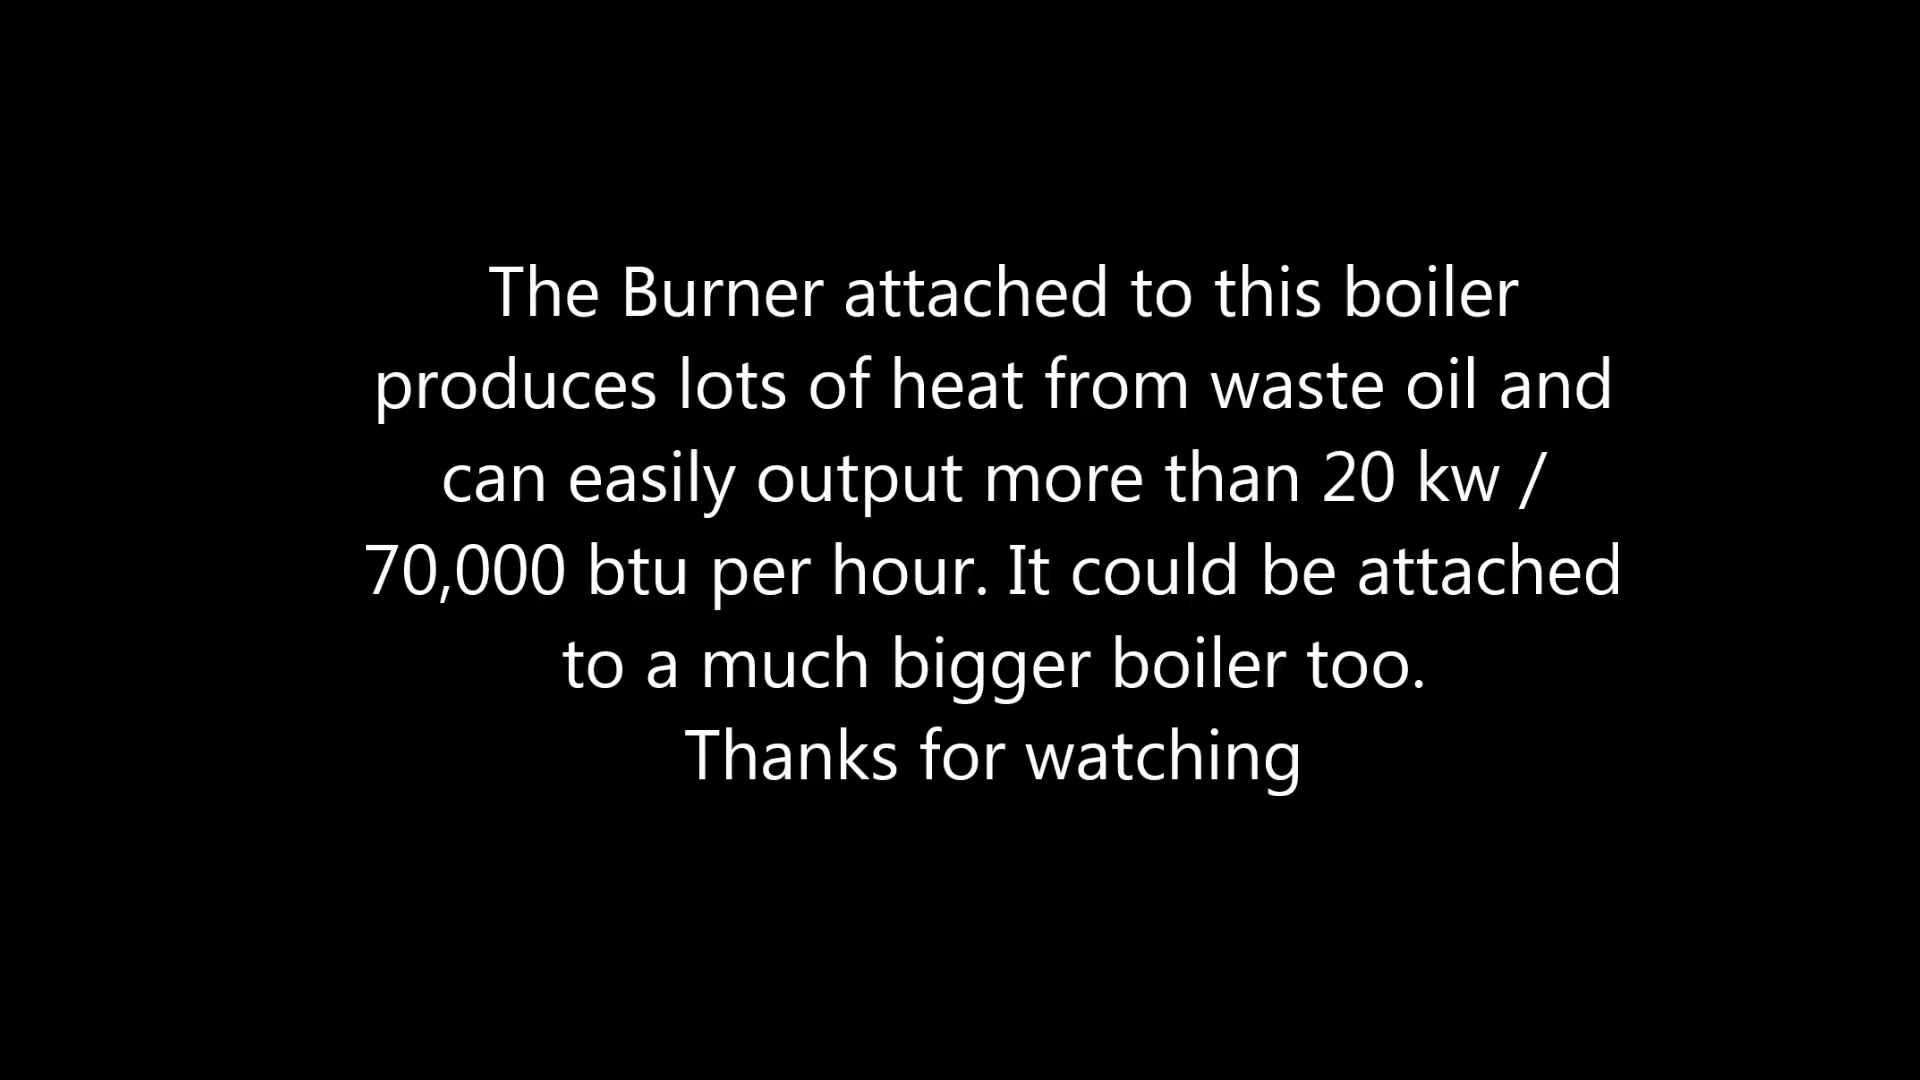 The Burner attached to this boiler
produces lots of heat from waste oil and
can easily output more than 20 kw /
70,000 btu per hour. It could be attached
to a much bigger boiler too.
Thanks for watching